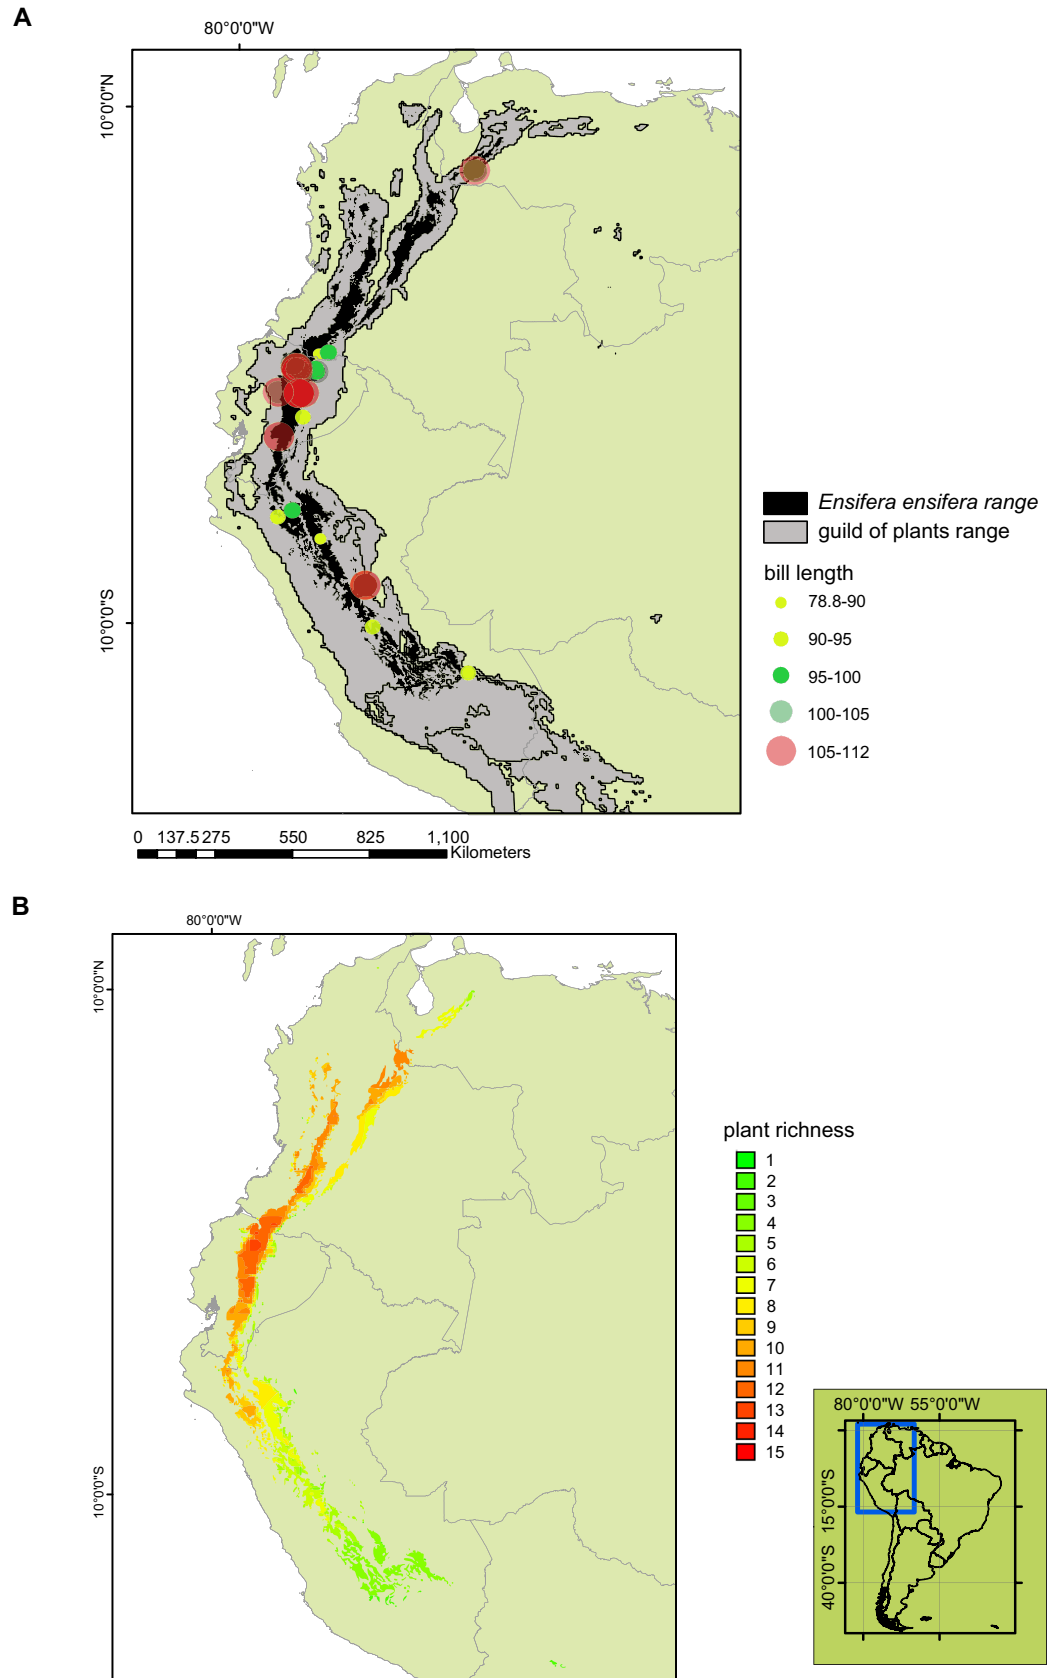 A
80°0'0"W
10°0'0"N
10°0'0"S
Ensifera ensifera range
guild of plants range
bill length
78.8-90
90-95
95-100
100-105
105-112
0 137.5 275 550 825 1,100
Kilometers
B
80°0'0"W
10°0'0"N
10°0'0"S
plant richness
1
2
3
4
5
6
7
8
9
10
11
12
13
14
15
80°0'0"W 55°0'0"W
15°0'0"S
40°0'0"S